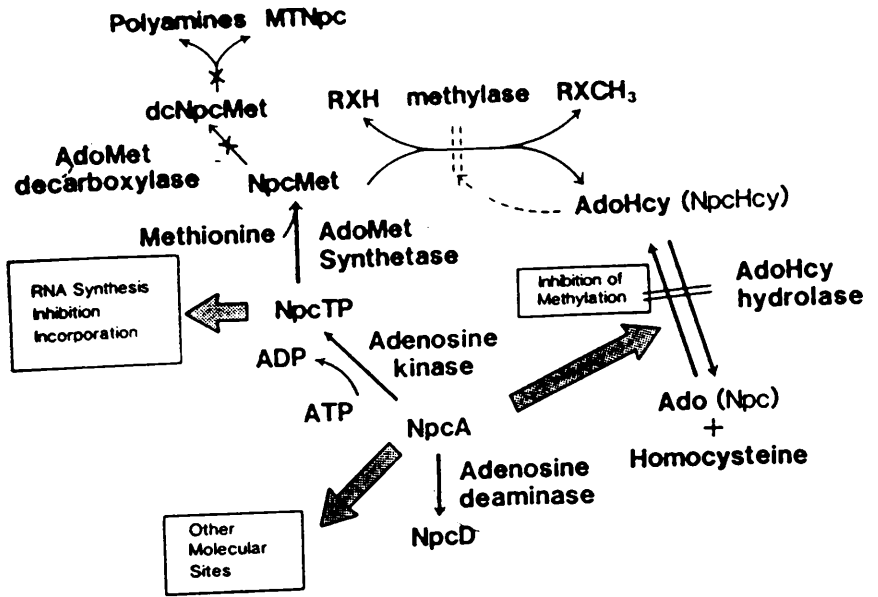 Polyamines MTNpc
dcNpcMet
RXH methylase RXCH₃
AdoMet
decarboxylase
NpcMet
AdoHcy (NpcHcy)
Methionine
AdoMet
Synthetase
RNA Synthesis
Inhibition
Incorporation
NpcTP
Inhibition of
Methylation
AdoHcy
hydrolase
ADP
Adenosine
kinase
ATP
NpcA
Ado (Npc)
+
Homocysteine
Adenosine
deaminase
NpcD
Other
Molecular
Sites